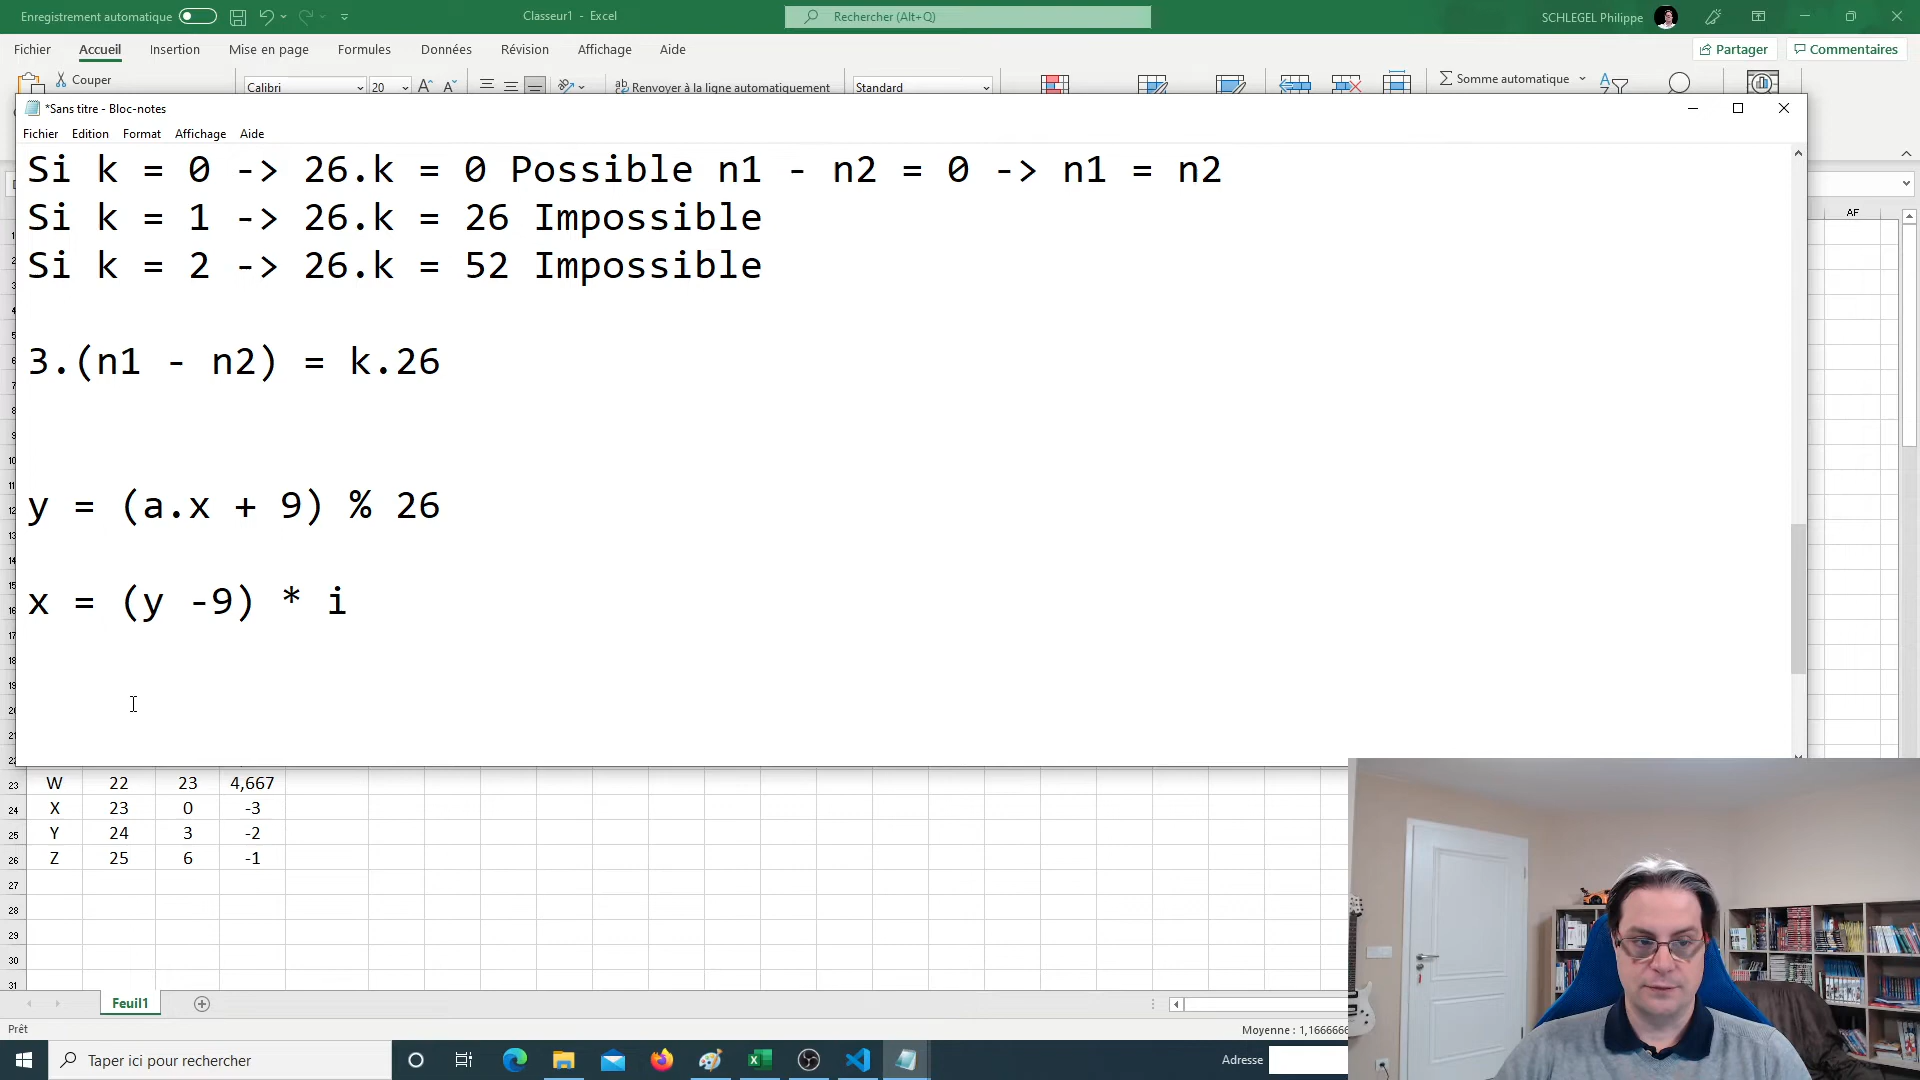 Enregistrement automatique
Classeur1 - Excel
Rechercher (Alt+Q)
SCHLEGEL Philippe
Fichier Accueil Insertion Mise en page Formules Données Révision Affichage Aide
Partager Commentaires
Couper
Calibri 20
Renvoyer à la ligne automatiquement
Standard
Somme automatique
*Sans titre - Bloc-notes
Fichier Edition Format Affichage Aide
Si k = 0 -> 26.k = 0 Possible n1 - n2 = 0 -> n1 = n2
Si k = 1 -> 26.k = 26 Impossible
Si k = 2 -> 26.k = 52 Impossible
3.(n1 - n2) = k.26
y = (a.x + 9) % 26
x = (y -9) * i
AF
23 W 22 23 4,667
24 X 23 0 -3
25 Y 24 3 -2
26 Z 25 6 -1
27
28
29
30
31
Feuil1
Prêt
Moyenne : 1,1666666
Taper ici pour rechercher
Adresse